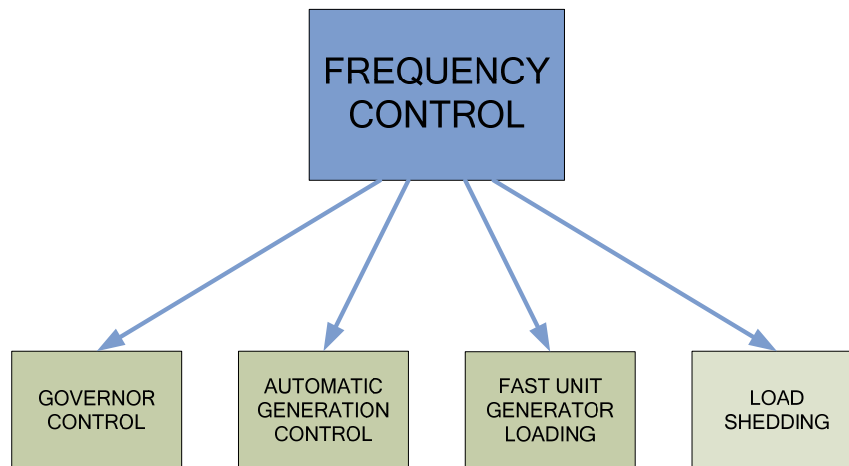 FREQUENCY
CONTROL
GOVERNOR
CONTROL
AUTOMATIC
GENERATION
CONTROL
FAST UNIT
GENERATOR
LOADING
LOAD
SHEDDING